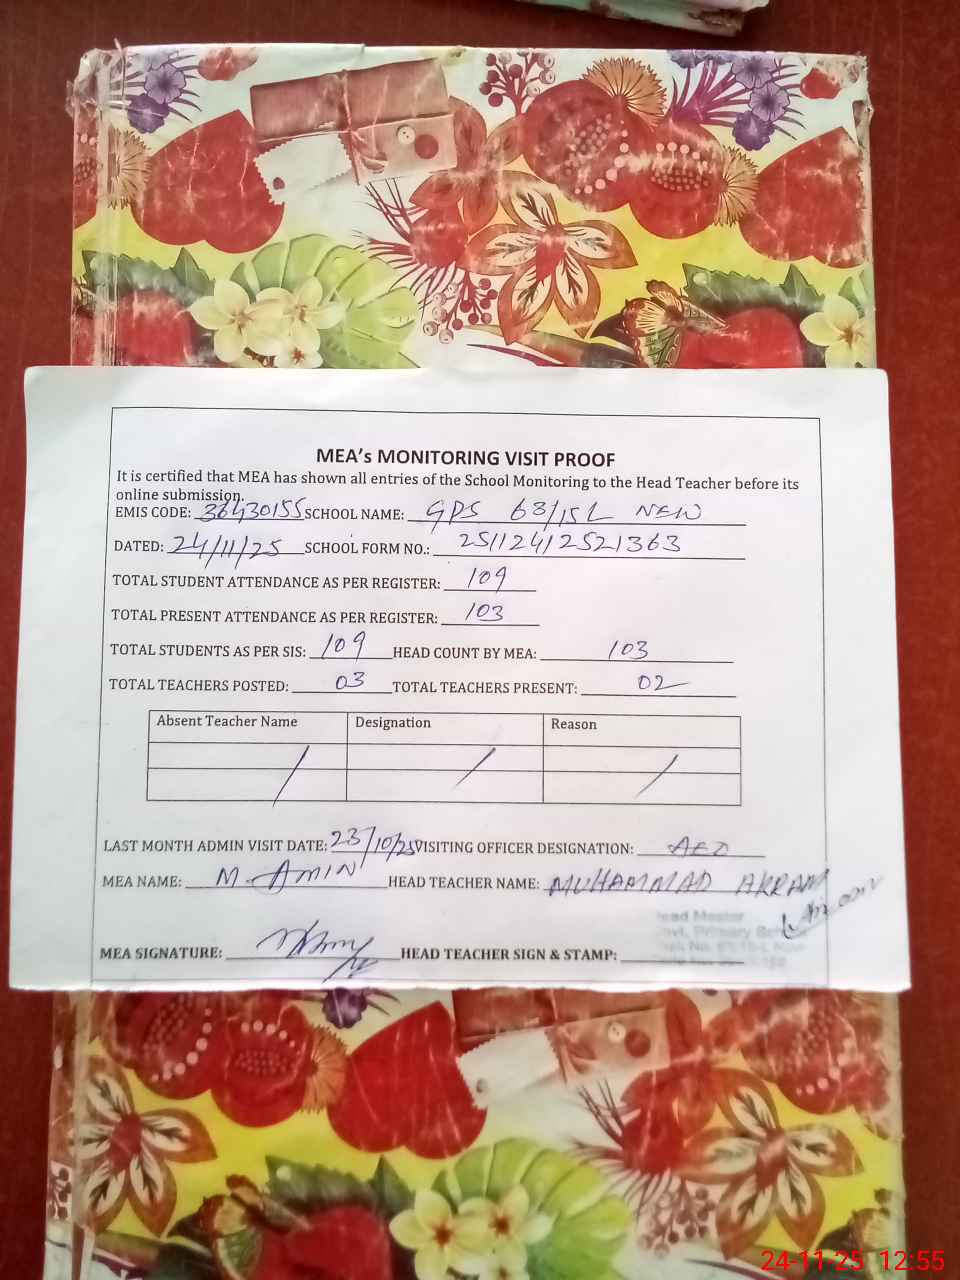 MEA's MONITORING VISIT PROOF
It is certified that MEA has shown all entries of the School Monitoring to the Head Teacher before its
online submission.
EMIS CODE: 36430155 SCHOOL NAME: GPS 68/15L NEW
DATED: 24/11/25 SCHOOL FORM NO.: 25112412521363
TOTAL STUDENT ATTENDANCE AS PER REGISTER: 109
TOTAL PRESENT ATTENDANCE AS PER REGISTER: 103
TOTAL STUDENTS AS PER SIS: 109 HEAD COUNT BY MEA: 103
TOTAL TEACHERS POSTED: 03 TOTAL TEACHERS PRESENT: 02
Absent Teacher Name Designation Reason
LAST MONTH ADMIN VISIT DATE: 23/10/25 VISITING OFFICER DESIGNATION: AEO
MEA NAME: M AMIN HEAD TEACHER NAME: MUHAMMAD AKRAM
Head Master
Govt. Primary School
MEA SIGNATURE: HEAD TEACHER SIGN & STAMP:
24-11-25 12:55